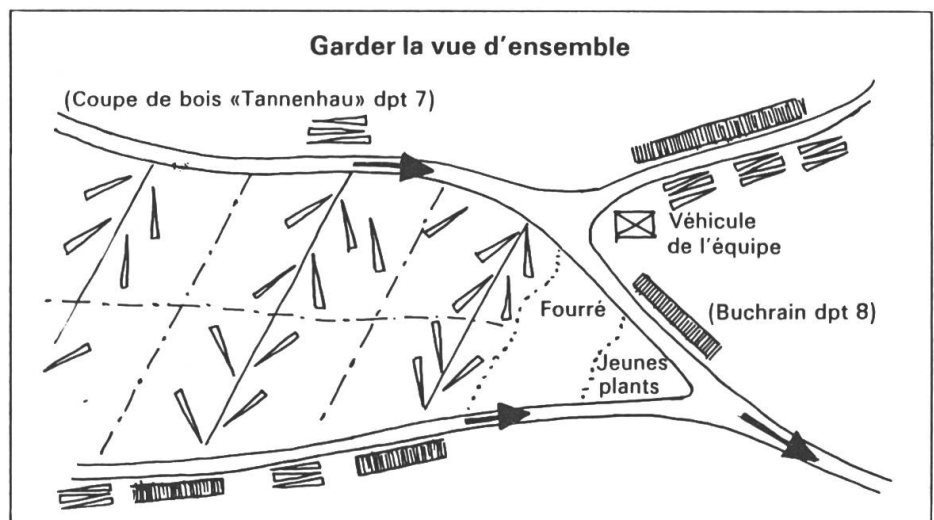 Garder la vue d'ensemble
(Coupe de bois «Tannenhau» dpt 7)
Véhicule
de l'équipe
Fourré
(Buchrain dpt 8)
Jeunes
plants